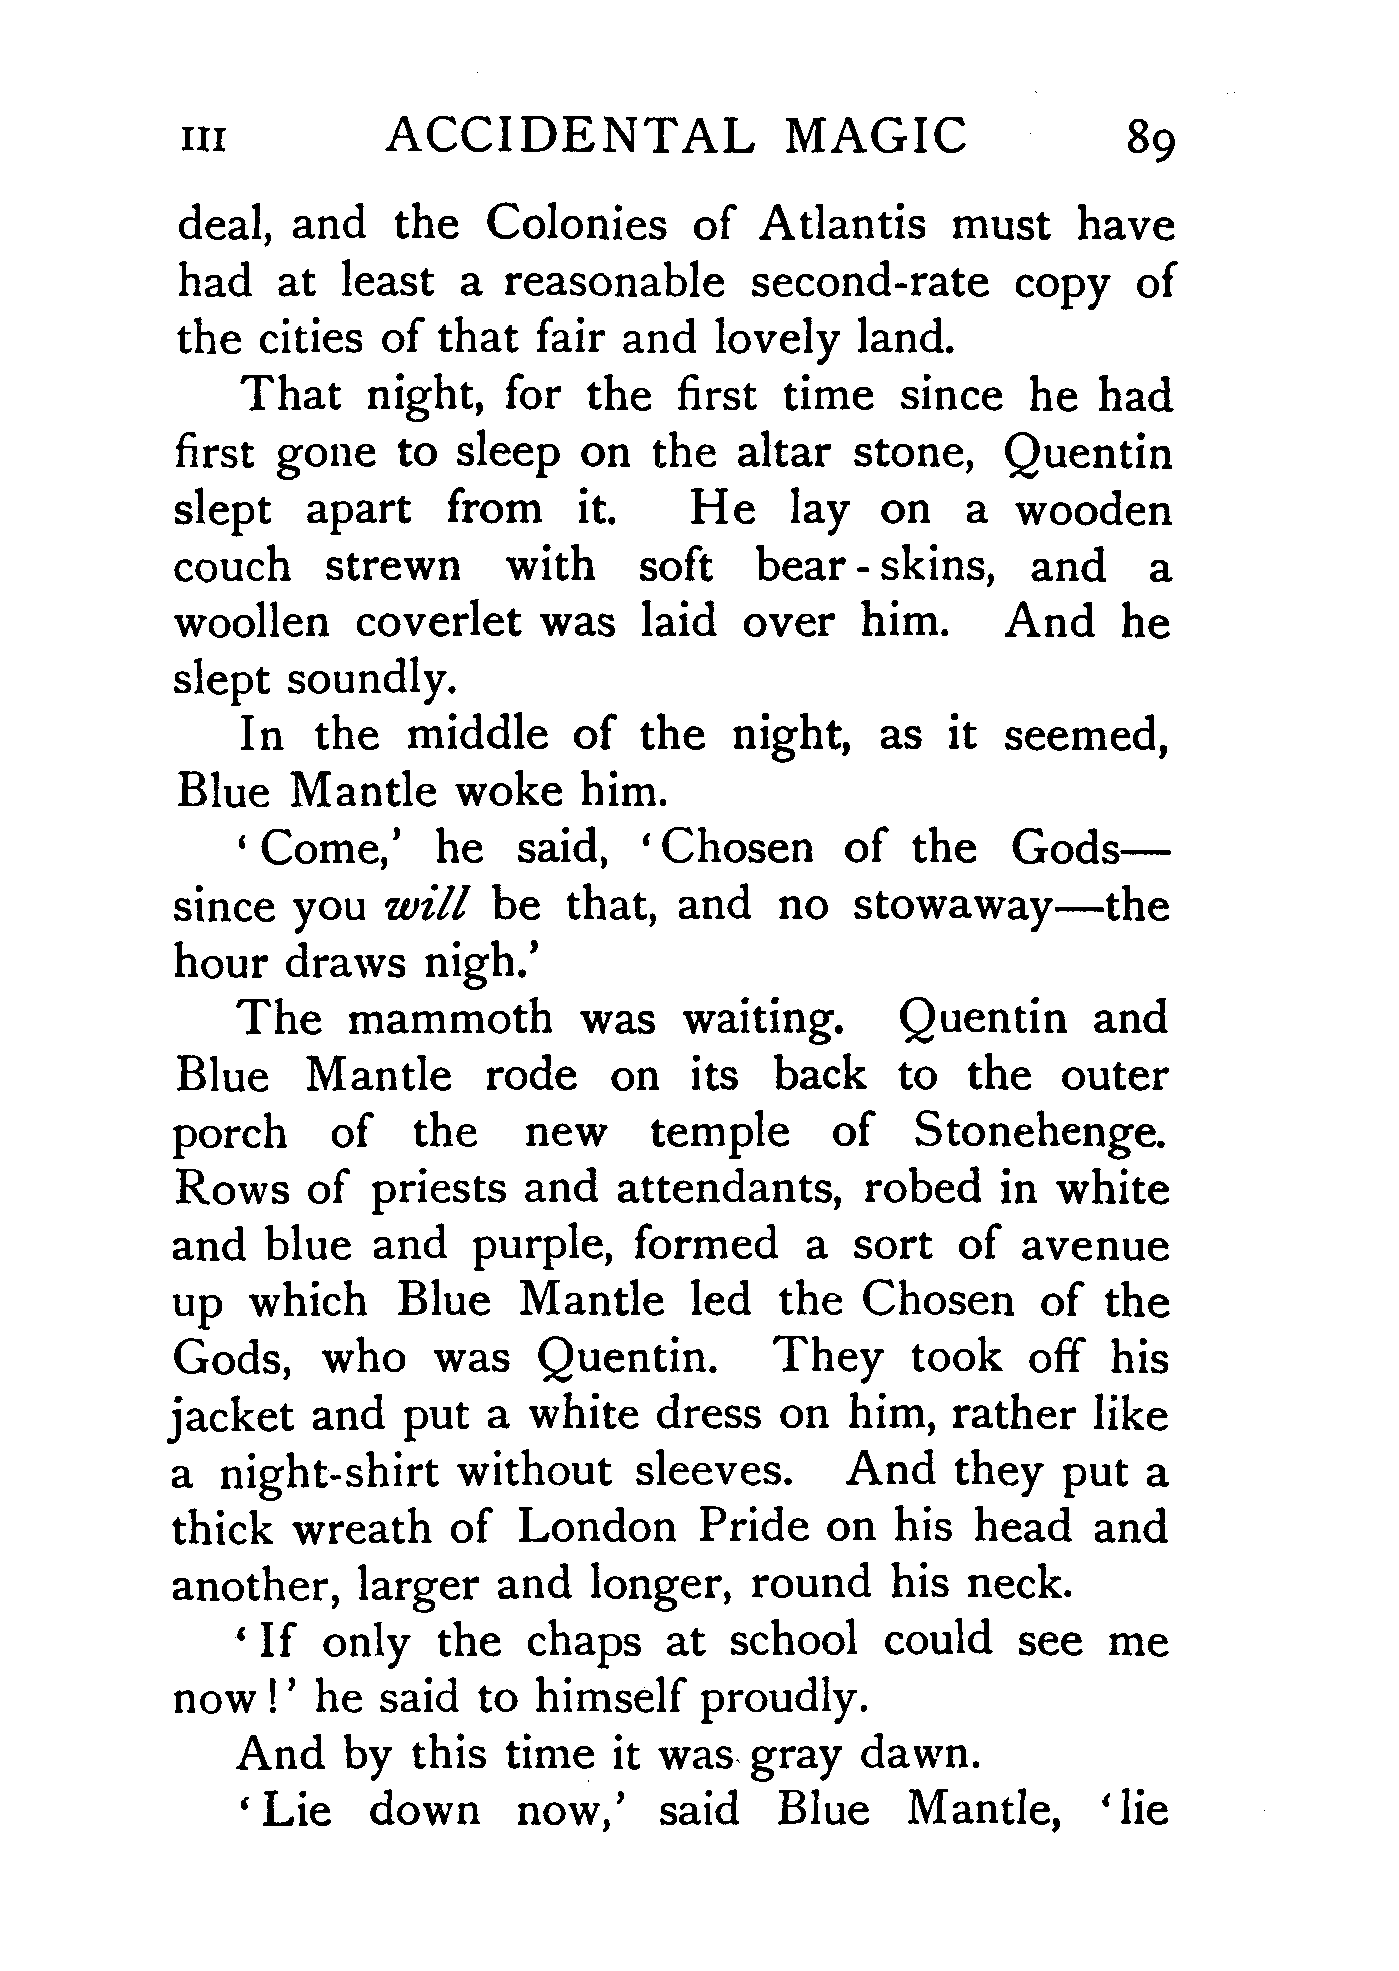 III ACCIDENTAL MAGIC 89
deal, and the Colonies of Atlantis must have
had at least a reasonable second-rate copy of
the cities of that fair and lovely land.
That night, for the first time since he had
first gone to sleep on the altar stone, Quentin
slept apart from it. He lay on a wooden
couch strewn with soft bear-skins, and a
woollen coverlet was laid over him. And he
slept soundly.
In the middle of the night, as it seemed,
Blue Mantle woke him.
‘Come,’ he said, ‘Chosen of the Gods—
since you will be that, and no stowaway—the
hour draws nigh.’
The mammoth was waiting. Quentin and
Blue Mantle rode on its back to the outer
porch of the new temple of Stonehenge.
Rows of priests and attendants, robed in white
and blue and purple, formed a sort of avenue
up which Blue Mantle led the Chosen of the
Gods, who was Quentin. They took off his
jacket and put a white dress on him, rather like
a night-shirt without sleeves. And they put a
thick wreath of London Pride on his head and
another, larger and longer, round his neck.
‘If only the chaps at school could see me
now!’ he said to himself proudly.
And by this time it was gray dawn.
‘Lie down now,’ said Blue Mantle, ‘lie